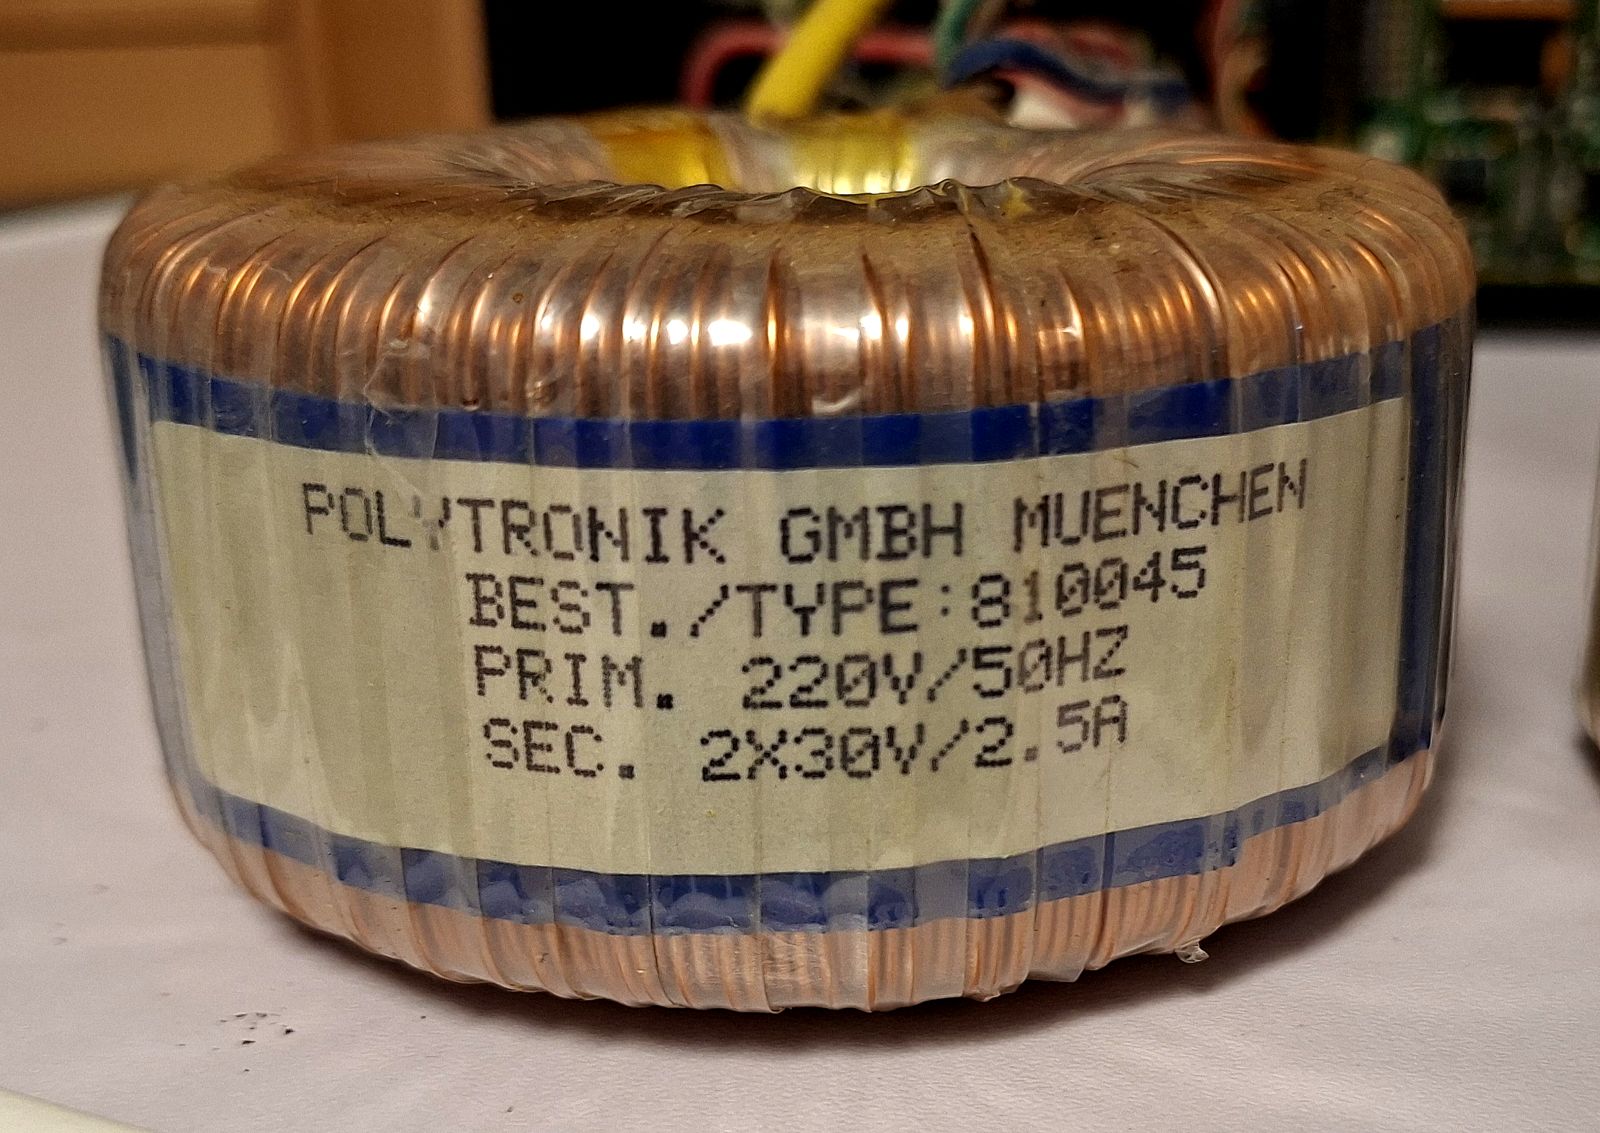 POLYTRONIK GMBH MUENCHEN
BEST./TYPE:810045
PRIM. 220V/50HZ
SEC. 2X30V/2.5A